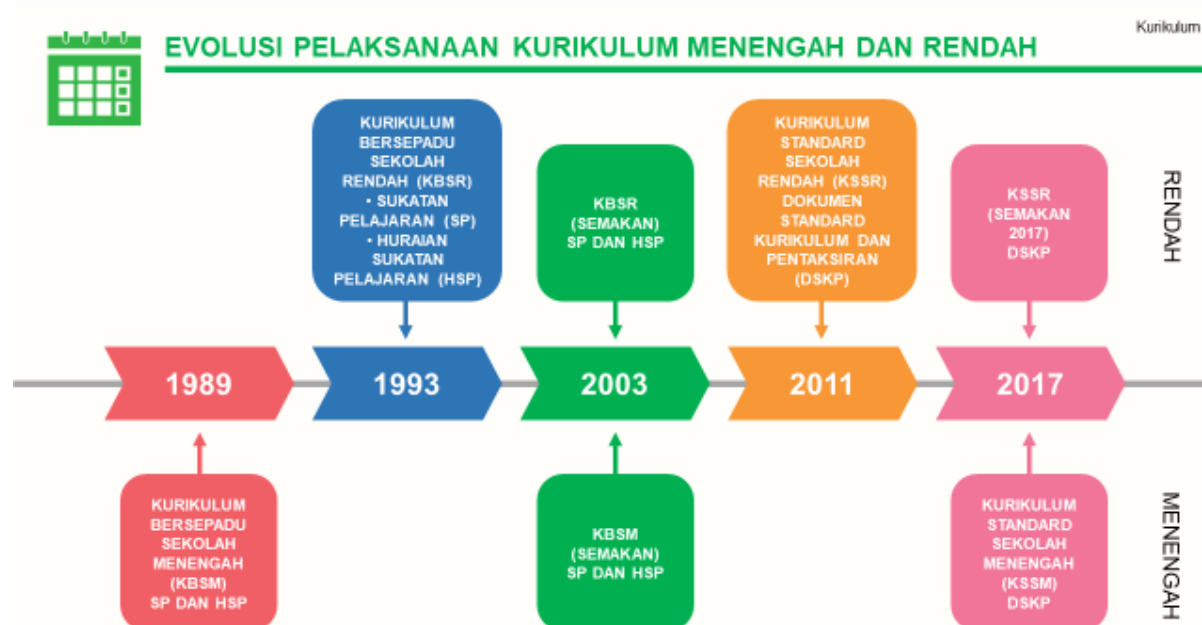 Kurikulum
EVOLUSI PELAKSANAAN KURIKULUM MENENGAH DAN RENDAH
KURIKULUM
BERSEPADU
SEKOLAH
RENDAH (KBSR)
• SUKATAN
PELAJARAN (SP)
• HURAIAN
SUKATAN
PELAJARAN (HSP)
KBSR
(SEMAKAN)
SP DAN HSP
KURIKULUM
STANDARD
SEKOLAH
RENDAH (KSSR)
DOKUMEN
STANDARD
KURIKULUM DAN
PENTAKSIRAN
(DSKP)
KSSR
(SEMAKAN
2017)
DSKP
RENDAH
1989
1993
2003
2011
2017
KURIKULUM
BERSEPADU
SEKOLAH
MENENGAH
(KBSM)
SP DAN HSP
KBSM
(SEMAKAN)
SP DAN HSP
KURIKULUM
STANDARD
SEKOLAH
MENENGAH
(KSSM)
DSKP
MENENGAH